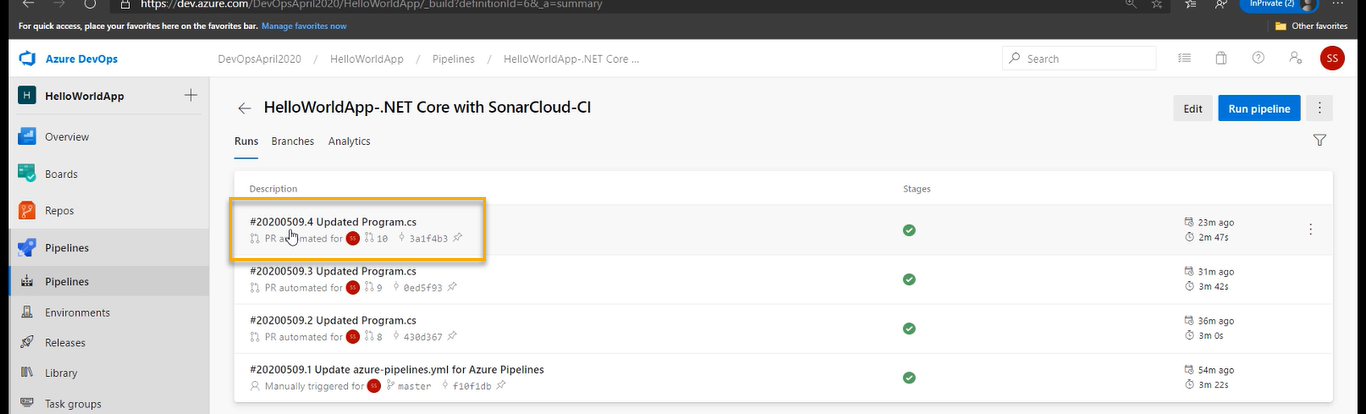 https://dev.azure.com/DevOpsApril2020/HelloWorldApp/_build?definitionId=6&_a=summary
InPrivate (2)
For quick access, place your favorites here on the favorites bar. Manage favorites now
Other favorites
Azure DevOps
DevOpsApril2020 / HelloWorldApp / Pipelines / HelloWorldApp-.NET Core ...
Search
SS
H HelloWorldApp
HelloWorldApp-.NET Core with SonarCloud-CI
Edit
Run pipeline
Overview
Runs
Branches
Analytics
Boards
Description
Stages
Repos
#20200509.4 Updated Program.cs
23m ago
PR automated for SS 10 3a1f4b3
2m 47s
Pipelines
#20200509.3 Updated Program.cs
31m ago
Pipelines
PR automated for SS 9 0ed5f93
3m 42s
Environments
#20200509.2 Updated Program.cs
36m ago
PR automated for SS 8 430d367
3m 0s
Releases
#20200509.1 Update azure-pipelines.yml for Azure Pipelines
54m ago
Library
Manually triggered for SS master f10f1db
3m 22s
Task groups